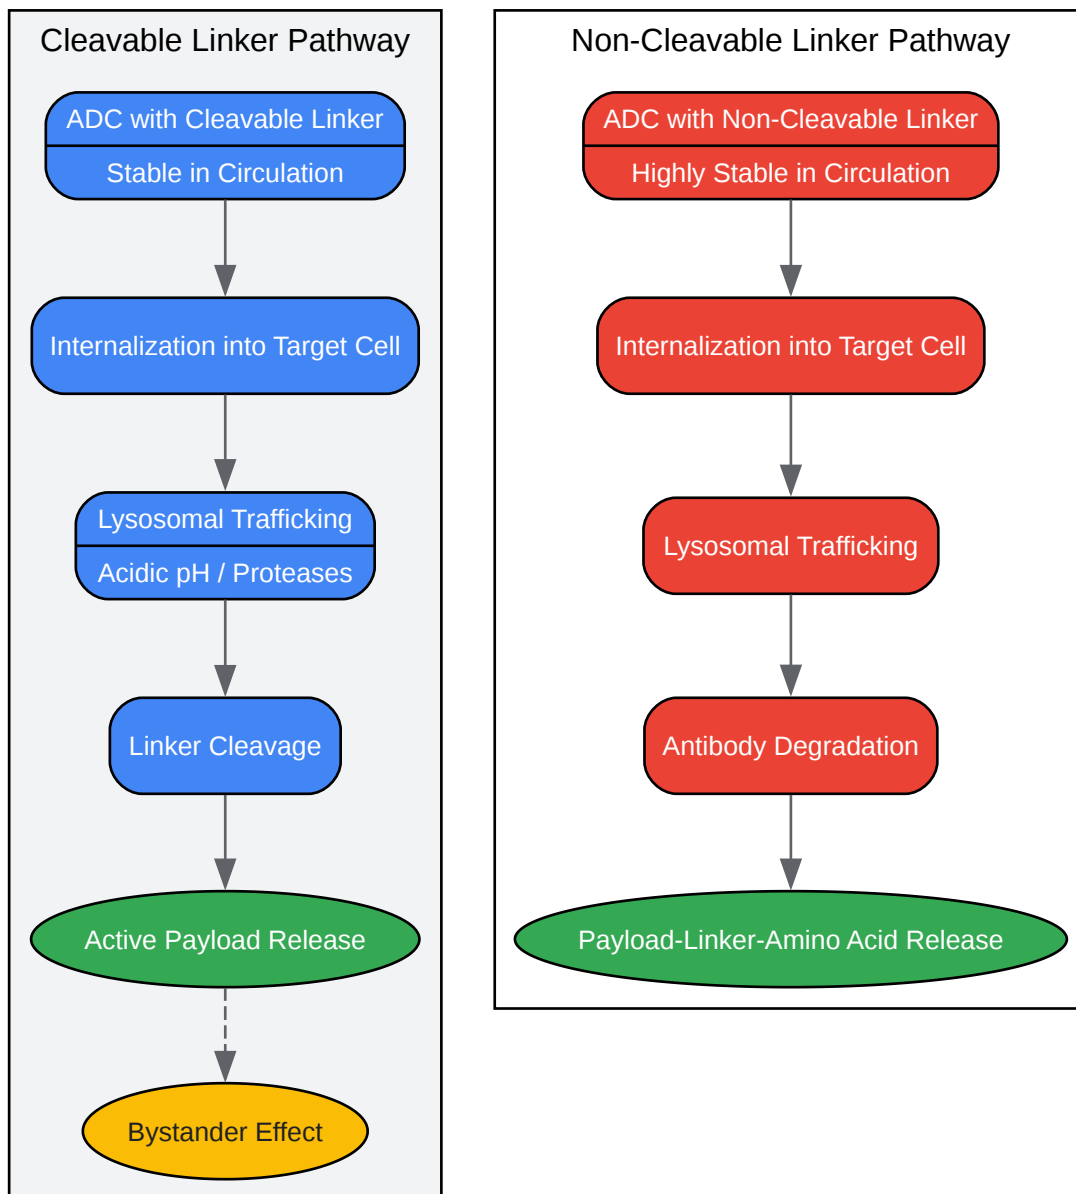 Cleavable Linker Pathway
ADC with Cleavable Linker
Stable in Circulation
Internalization into Target Cell
Lysosomal Trafficking
Acidic pH / Proteases
Linker Cleavage
Active Payload Release
Bystander Effect
Non-Cleavable Linker Pathway
ADC with Non-Cleavable Linker
Highly Stable in Circulation
Internalization into Target Cell
Lysosomal Trafficking
Antibody Degradation
Payload-Linker-Amino Acid Release